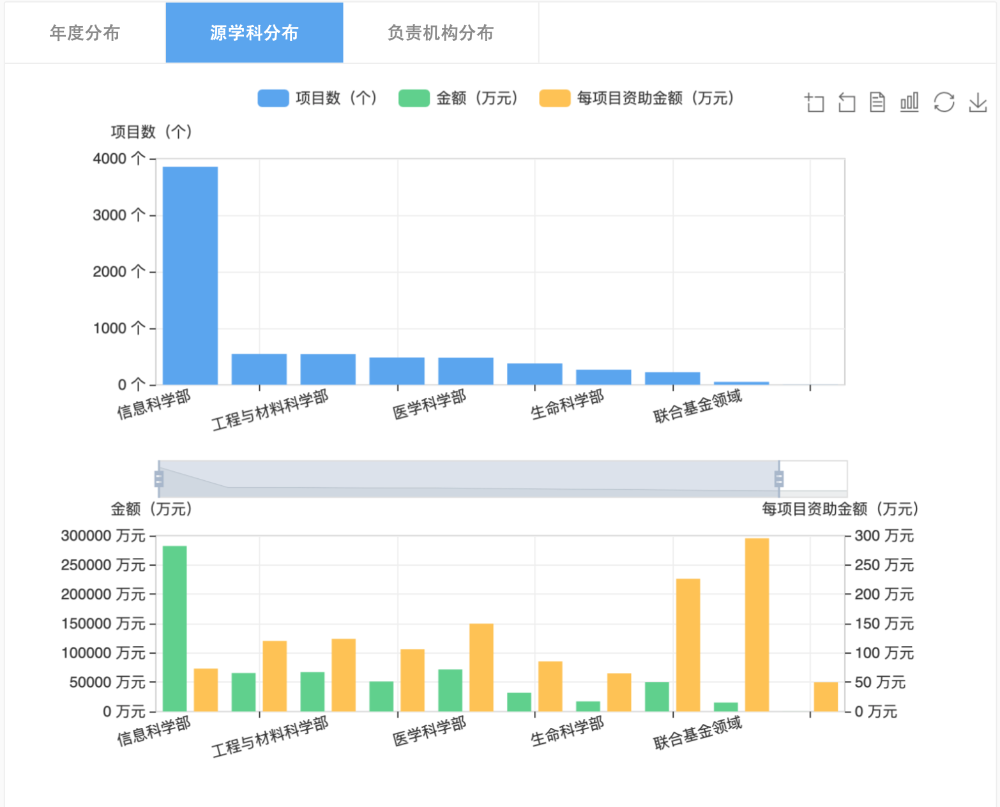 年度分布 源学科分布 负责机构分布
项目数（个） 金额（万元） 每项目资助金额（万元）
项目数（个）
4000 个
3000 个
2000 个
1000 个
0 个
信息科学部 工程与材料科学部 医学科学部 生命科学部 联合基金领域
金额（万元） 每项目资助金额（万元）
300000 万元 300 万元
250000 万元 250 万元
200000 万元 200 万元
150000 万元 150 万元
100000 万元 100 万元
50000 万元 50 万元
0 万元 0 万元
信息科学部 工程与材料科学部 医学科学部 生命科学部 联合基金领域